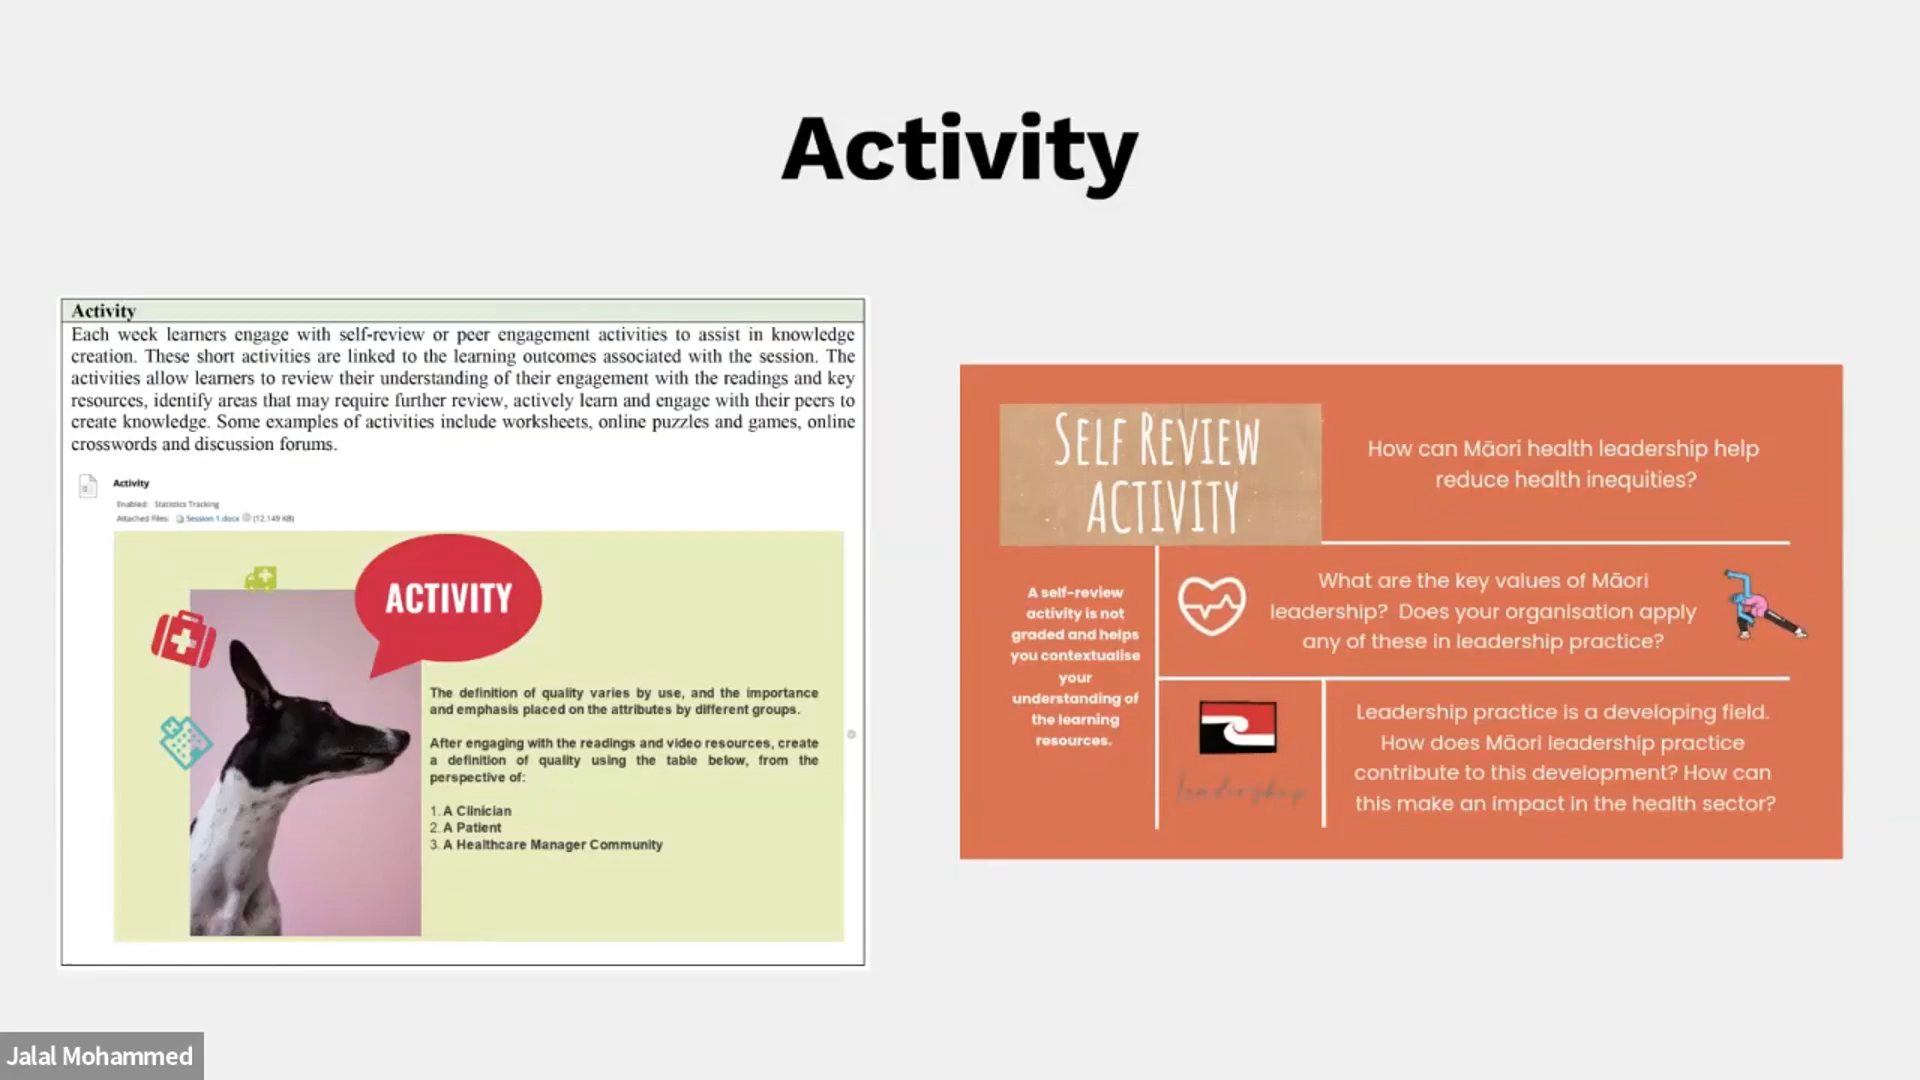 Activity
Activity
Each week learners engage with self-review or peer engagement activities to assist in knowledge
creation. These short activities are linked to the learning outcomes associated with the session. The
activities allow learners to review their understanding of their engagement with the readings and key
resources, identify areas that may require further review, actively learn and engage with their peers to
create knowledge. Some examples of activities include worksheets, online puzzles and games, online
crosswords and discussion forums.
Activity
Enabled: Statistics Tracking
Attached Files: Session 1.docx (12.149 KB)
ACTIVITY
The definition of quality varies by use, and the importance
and emphasis placed on the attributes by different groups.
After engaging with the readings and video resources, create
a definition of quality using the table below, from the
perspective of:
1. A Clinician
2. A Patient
3. A Healthcare Manager Community
SELF REVIEW
ACTIVITY
How can Māori health leadership help
reduce health inequities?
A self-review
activity is not
graded and helps
you contextualise
your
understanding of
the learning
resources.
What are the key values of Māori
leadership? Does your organisation apply
any of these in leadership practice?
leadership
Leadership practice is a developing field.
How does Māori leadership practice
contribute to this development? How can
this make an impact in the health sector?
Jalal Mohammed